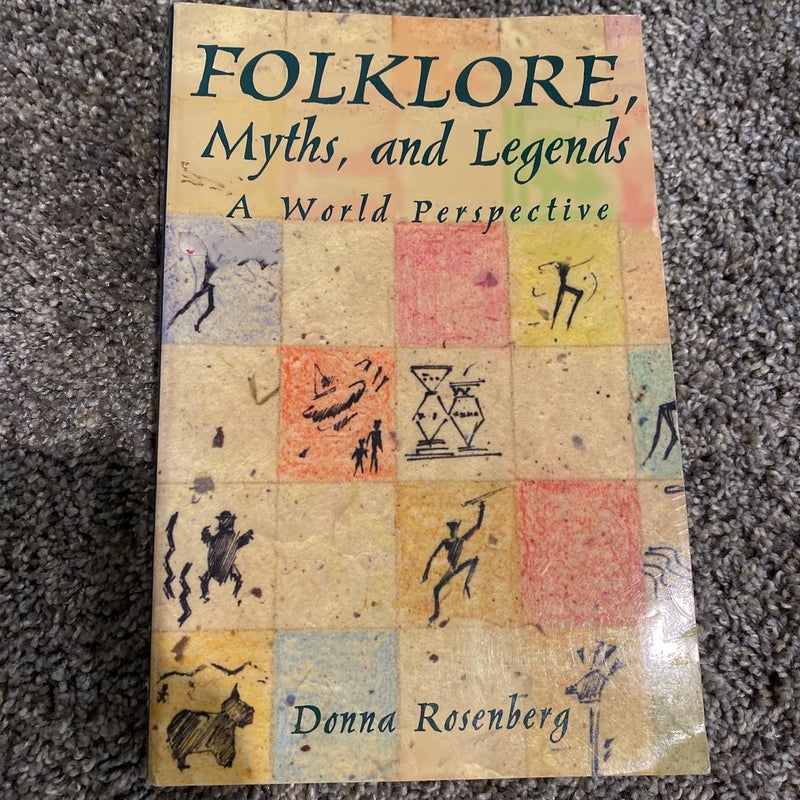 FOLKLORE,
Myths, and Legends
A World Perspective
Donna Rosenberg